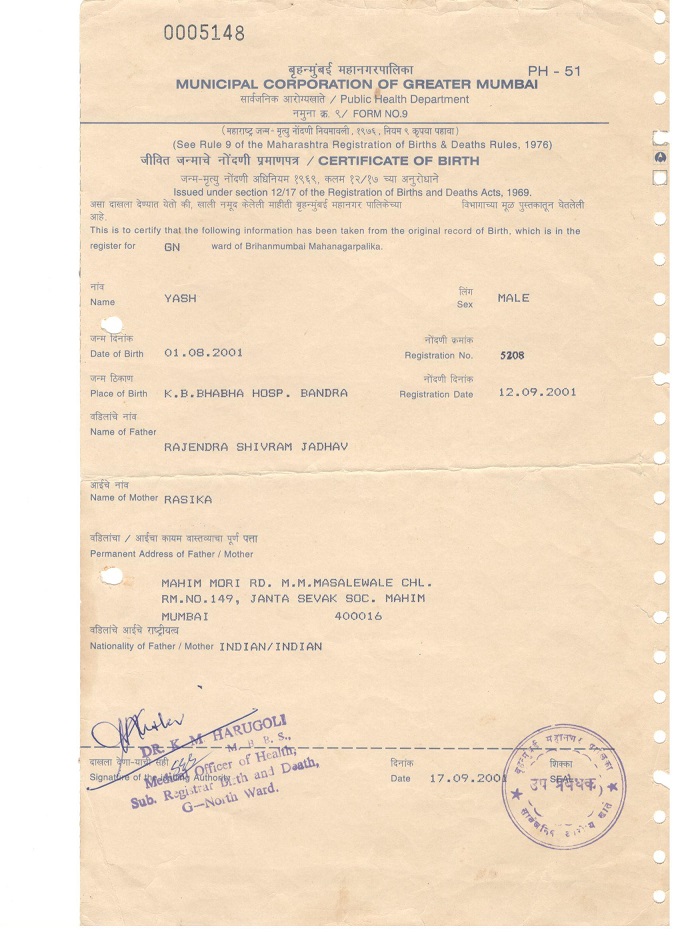 0005148
बृहन्मुंबई महानगरपालिका
PH - 51
MUNICIPAL CORPORATION OF GREATER MUMBAI
सार्वजनिक आरोग्यखाते / Public Health Department
नमुना क्र. ९/ FORM NO.9
(महाराष्ट्र जन्म - मृत्यु नोंदणी नियमावली, १९७६, नियम ९ कृपया पहावा)
(See Rule 9 of the Maharashtra Registration of Births & Deaths Rules, 1976)
जीवित जन्माचे नोंदणी प्रमाणपत्र / CERTIFICATE OF BIRTH
जन्म-मृत्यु नोंदणी अधिनियम १९६९, कलम १२/१७ च्या अनुरोधाने
Issued under section 12/17 of the Registration of Births and Deaths Acts, 1969.
असा दाखला देण्यात येतो की, खाली नमूद केलेली माहीती बृहन्मुंबई महानगर पालिकेच्या विभागाच्या मूळ पुस्तकातून घेतलेली
आहे.
This is to certify that the following information has been taken from the original record of Birth, which is in the
register for GN ward of Brihanmumbai Mahanagarpalika.
नांव लिंग
Name YASH Sex MALE
जन्म दिनांक नोंदणी क्रमांक
Date of Birth 01.08.2001 Registration No. 5208
जन्म ठिकाण नोंदणी दिनांक
Place of Birth K.B.BHABHA HOSP. BANDRA Registration Date 12.09.2001
वडिलांचे नांव
Name of Father
RAJENDRA SHIVRAM JADHAV
आईचे नांव
Name of Mother RASIKA
वडिलांचा / आईचा कायम वास्तव्याचा पूर्ण पत्ता
Permanent Address of Father / Mother
MAHIM MORI RD. M.M.MASALEWALE CHL.
RM.NO.149, JANTA SEVAK SOC. MAHIM
MUMBAI 400016
वडिलांचे आईचे राष्ट्रीयत्व
Nationality of Father / Mother INDIAN/INDIAN
DR. K. M HARUGOLI
M. B. B. S.,
Medical Officer of Health,
Sub. Registrar Birth and Death,
G—North Ward.
दाखला देणा-याची सही
Signature of the Authority
दिनांक
Date 17.09.2001
शिक्का
SEAL
बृहन्मुंबई महानगर पालिका
उप प्रबंधक
सार्वजनिक आरोग्य खाते